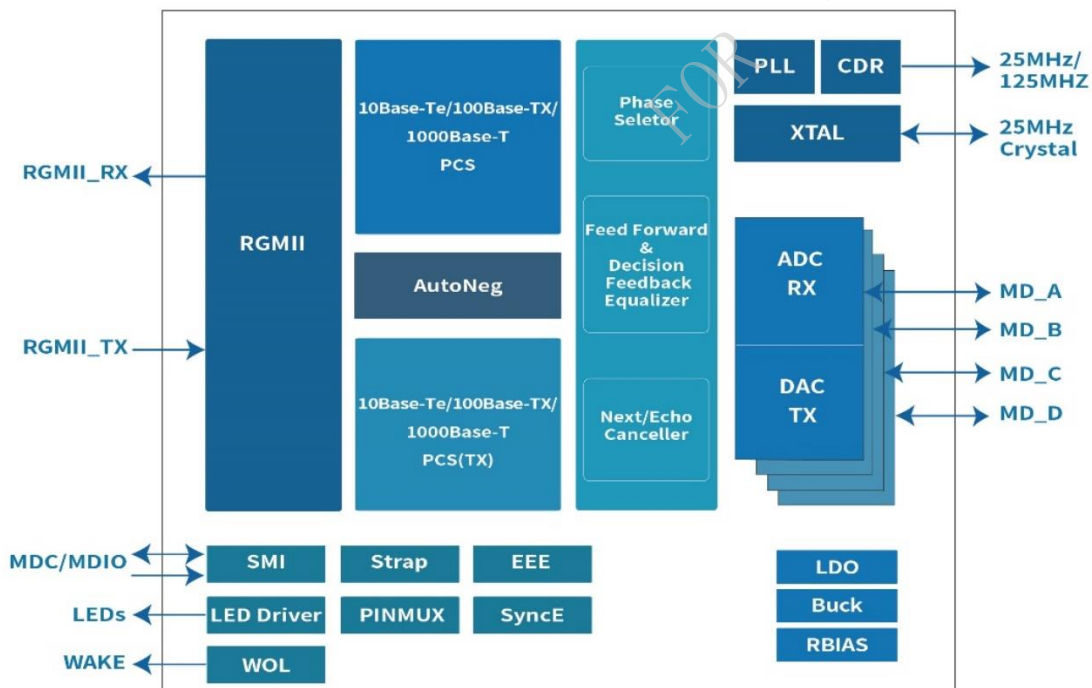 RGMII_RX
RGMII_TX
MDC/MDIO
LEDs
WAKE
RGMII
10Base-Te/100Base-TX/
1000Base-T
PCS
AutoNeg
10Base-Te/100Base-TX/
1000Base-T
PCS(TX)
Phase
Seletor
Feed Forward
&
Decision
Feedback
Equalizer
Next/Echo
Canceller
FOR
PLL
CDR
XTAL
25MHz/
125MHZ
25MHz
Crystal
ADC
RX
DAC
TX
MD_A
MD_B
MD_C
MD_D
SMI
Strap
EEE
LED Driver
PINMUX
SyncE
WOL
LDO
Buck
RBIAS